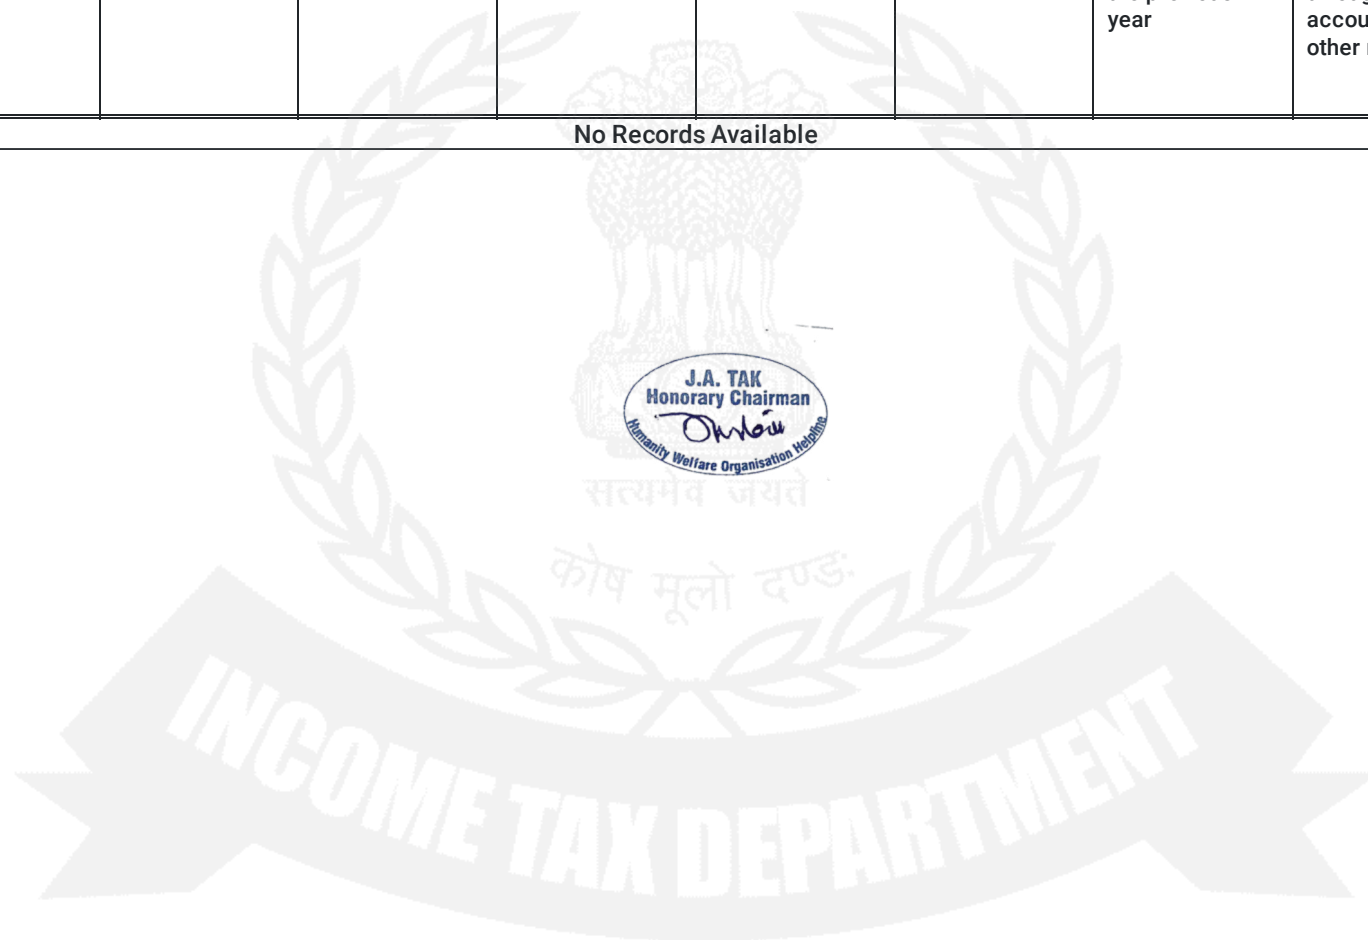 year
other
No Records Available
J.A. TAK
Honorary Chairman
Humanity Welfare Organisation Helpline
सत्यमेव जयते
कोष मूलो दण्डः
INCOME TAX DEPARTMENT